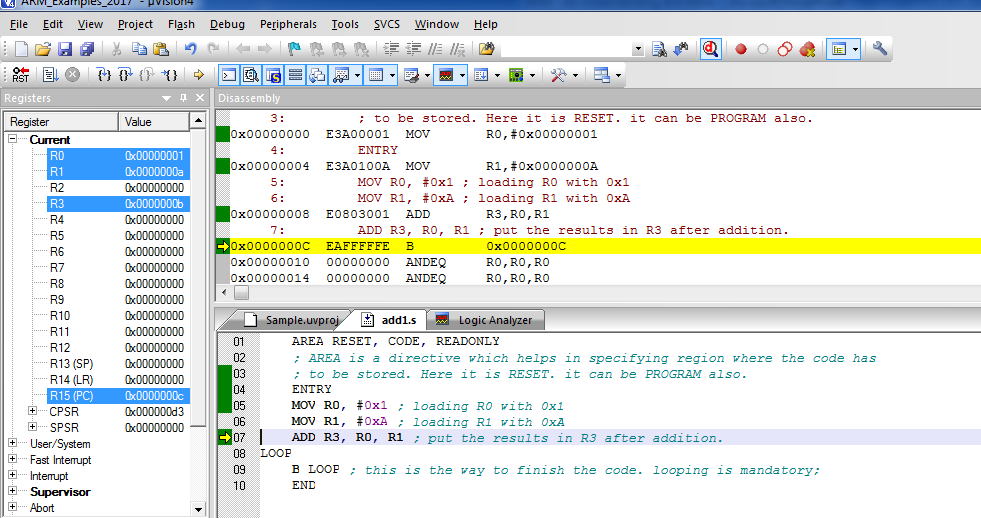 ARM_Examples_2017 - µVision4
File Edit View Project Flash Debug Peripherals Tools SVCS Window Help
RST
Registers
Register Value
Current
R0 0x00000001
R1 0x0000000a
R2 0x00000000
R3 0x0000000b
R4 0x00000000
R5 0x00000000
R6 0x00000000
R7 0x00000000
R8 0x00000000
R9 0x00000000
R10 0x00000000
R11 0x00000000
R12 0x00000000
R13 (SP) 0x00000000
R14 (LR) 0x00000000
R15 (PC) 0x0000000c
CPSR 0x000000d3
SPSR 0x00000000
User/System
Fast Interrupt
Interrupt
Supervisor
Abort
Disassembly
3: ; to be stored. Here it is RESET. it can be PROGRAM also.
0x00000000 E3A00001 MOV R0,#0x00000001
4: ENTRY
0x00000004 E3A0100A MOV R1,#0x0000000A
5: MOV R0, #0x1 ; loading R0 with 0x1
6: MOV R1, #0xA ; loading R1 with 0xA
0x00000008 E0803001 ADD R3,R0,R1
7: ADD R3, R0, R1 ; put the results in R3 after addition.
0x0000000C EAFFFFFE B 0x0000000C
0x00000010 00000000 ANDEQ R0,R0,R0
0x00000014 00000000 ANDEQ R0,R0,R0
Sample.uvproj add1.s Logic Analyzer
01 AREA RESET, CODE, READONLY
02 ; AREA is a directive which helps in specifying region where the code has
03 ; to be stored. Here it is RESET. it can be PROGRAM also.
04 ENTRY
05 MOV R0, #0x1 ; loading R0 with 0x1
06 MOV R1, #0xA ; loading R1 with 0xA
07 ADD R3, R0, R1 ; put the results in R3 after addition.
08 LOOP
09 B LOOP ; this is the way to finish the code. looping is mandatory;
10 END